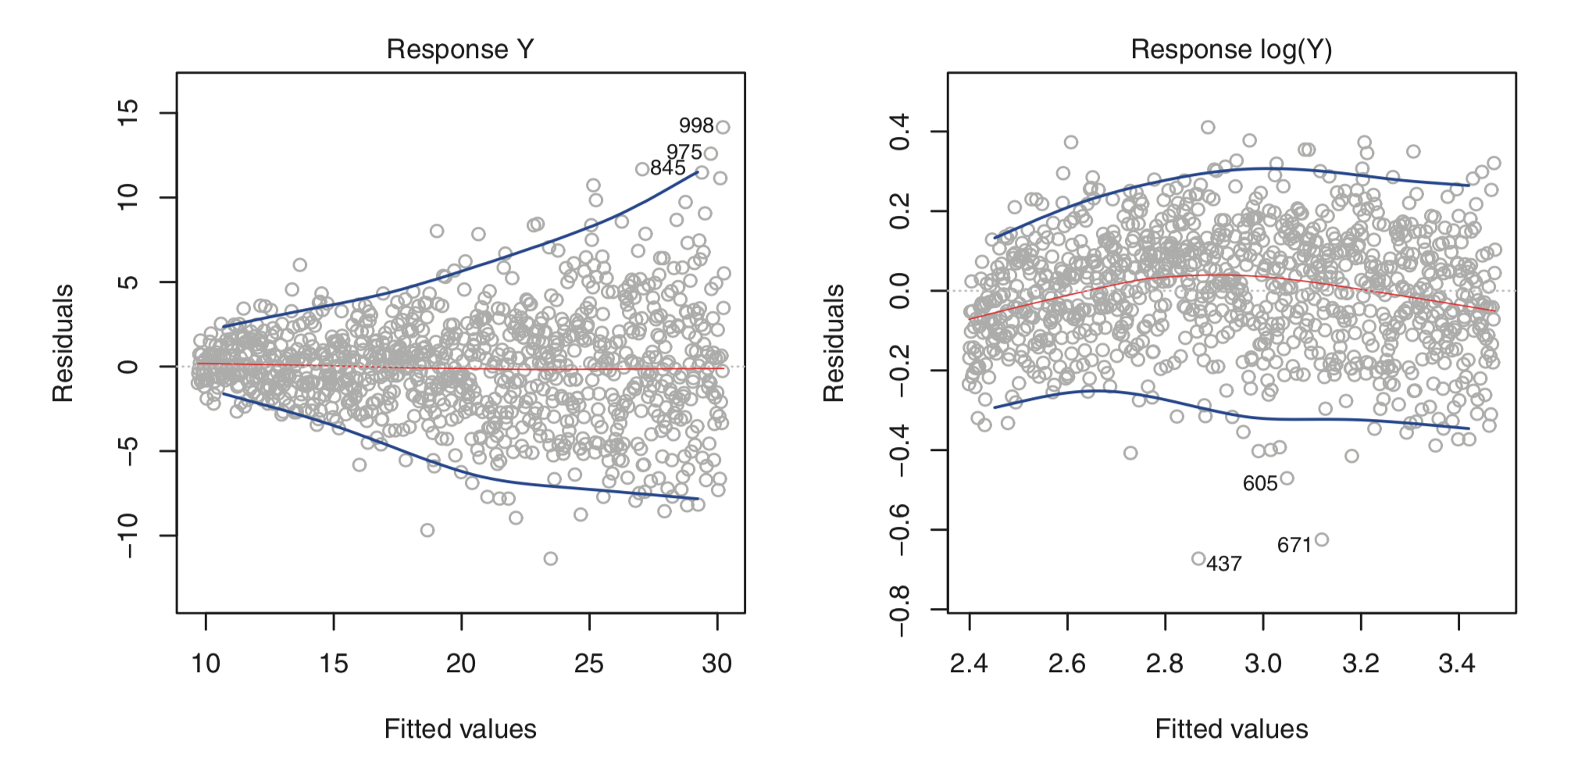 Response Y
15
10
5
0
−5
−10
998
975
845
10 15 20 25 30
Residuals
Fitted values
Response log(Y)
0.4
0.2
0.0
−0.2
−0.4
−0.6
−0.8
605
671
437
2.4 2.6 2.8 3.0 3.2 3.4
Residuals
Fitted values